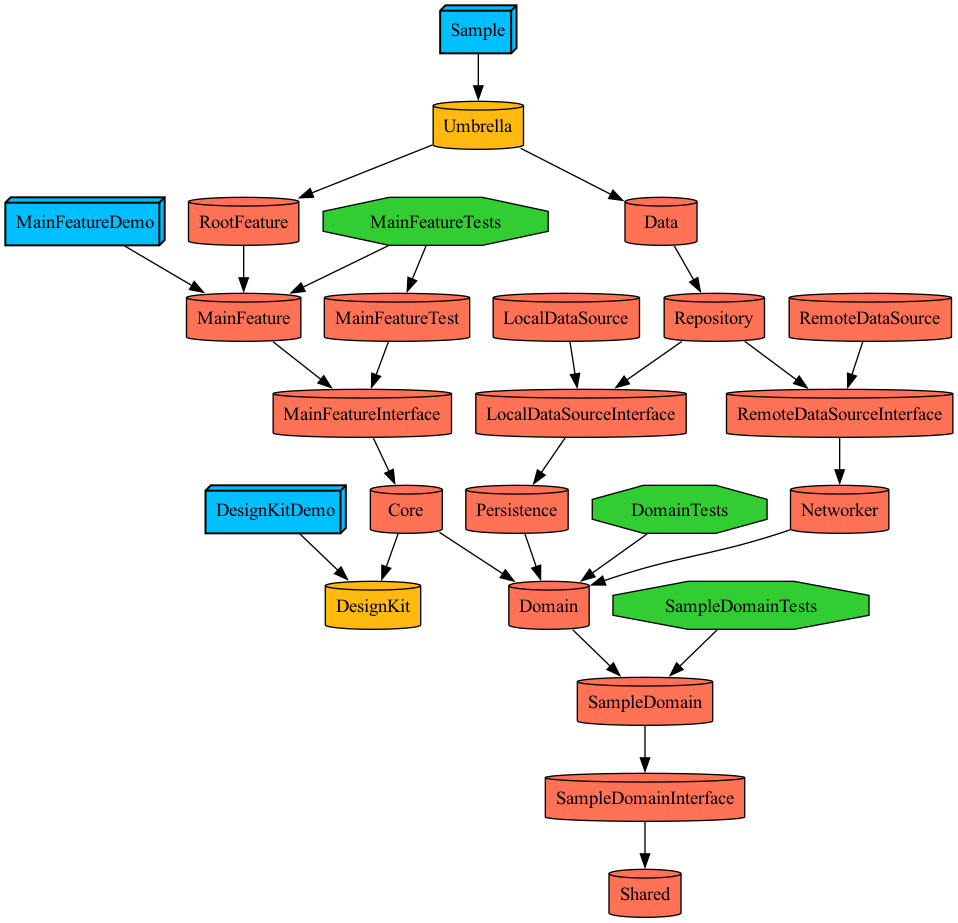 Sample
Umbrella
MainFeatureDemo
RootFeature
MainFeatureTests
Data
MainFeature
MainFeatureTest
LocalDataSource
Repository
RemoteDataSource
MainFeatureInterface
LocalDataSourceInterface
RemoteDataSourceInterface
DesignKitDemo
Core
Persistence
DomainTests
Networker
DesignKit
Domain
SampleDomainTests
SampleDomain
SampleDomainInterface
Shared